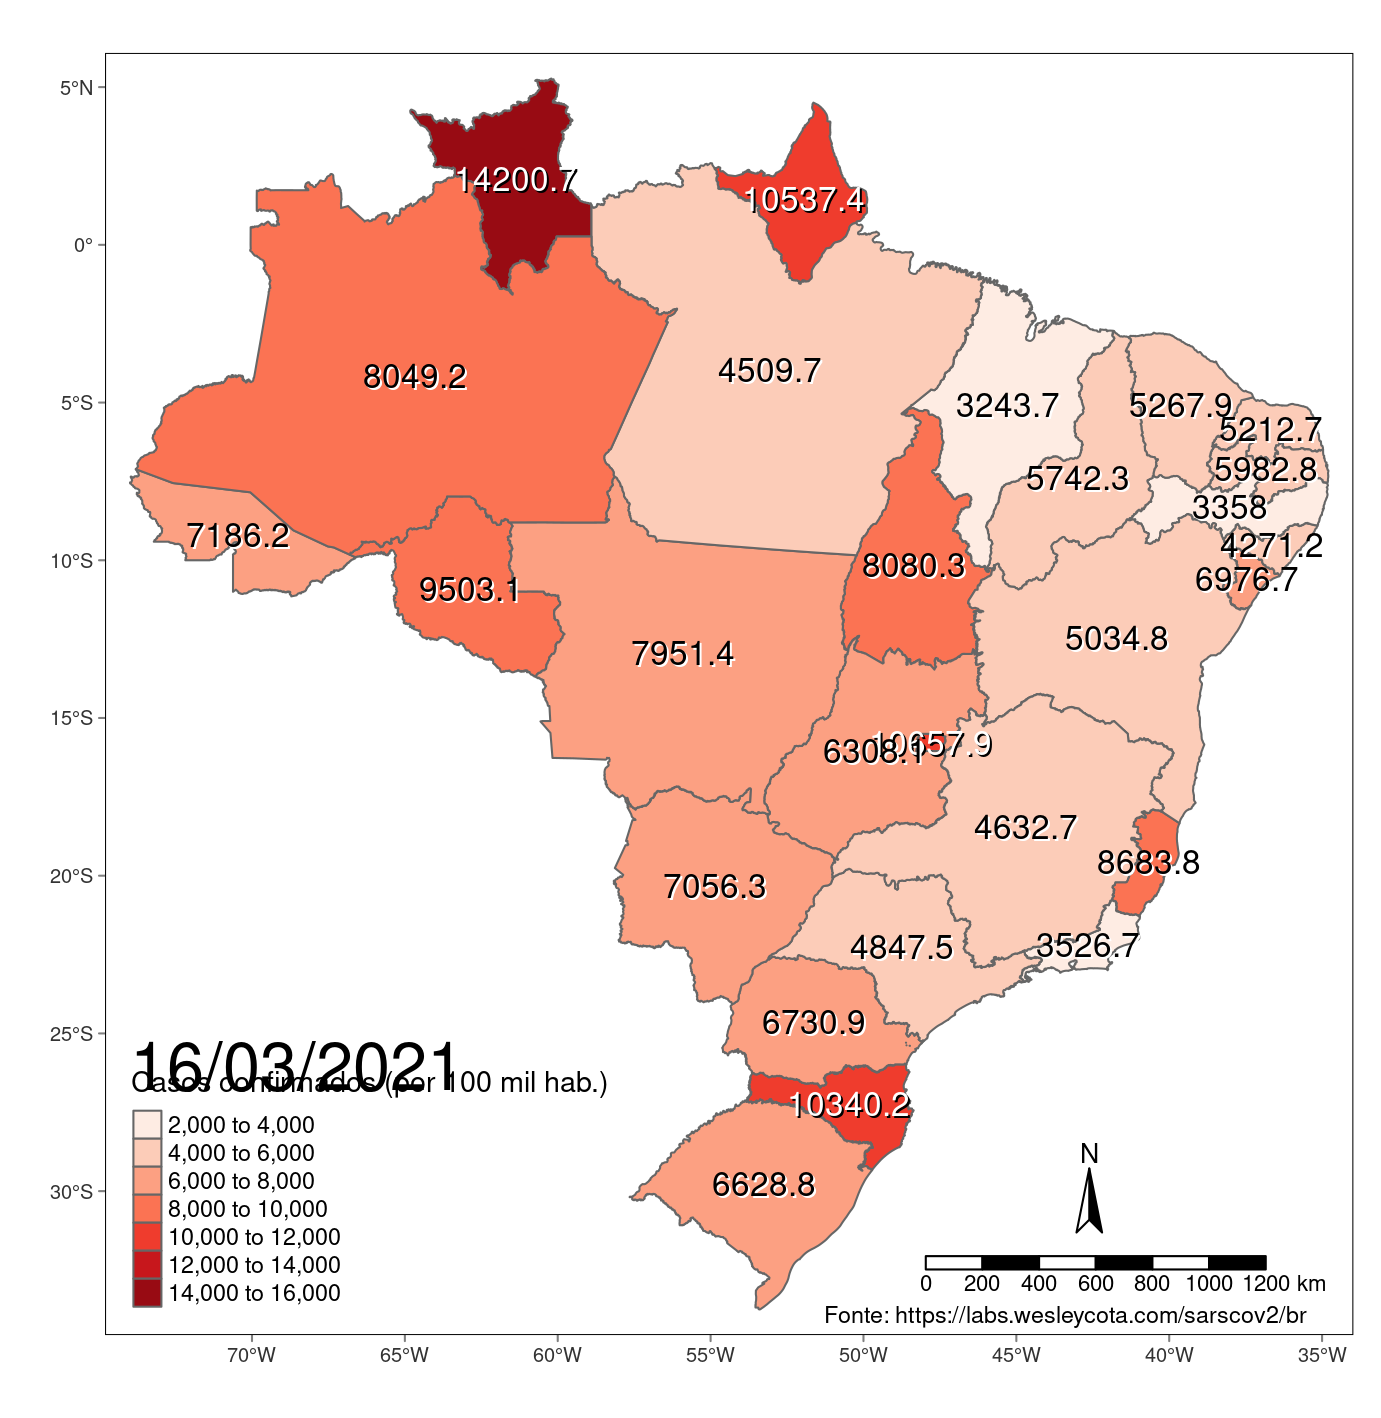 5°N
0°
5°S
10°S
15°S
20°S
25°S
30°S
14200.7
10537.4
8049.2
4509.7
3243.7
5267.9
5212.7
5742.3
5982.8
3358
7186.2
4271.2
9503.1
8080.3
6976.7
7951.4
5034.8
6308.1
10657.9
4632.7
8683.8
7056.3
4847.5
3526.7
6730.9
10340.2
6628.8
16/03/2021
Casos confirmados (por 100 mil hab.)
2,000 to 4,000
4,000 to 6,000
6,000 to 8,000
8,000 to 10,000
10,000 to 12,000
12,000 to 14,000
14,000 to 16,000
N
0 200 400 600 800 1000 1200 km
Fonte: https://labs.wesleycota.com/sarscov2/br
70°W 65°W 60°W 55°W 50°W 45°W 40°W 35°W